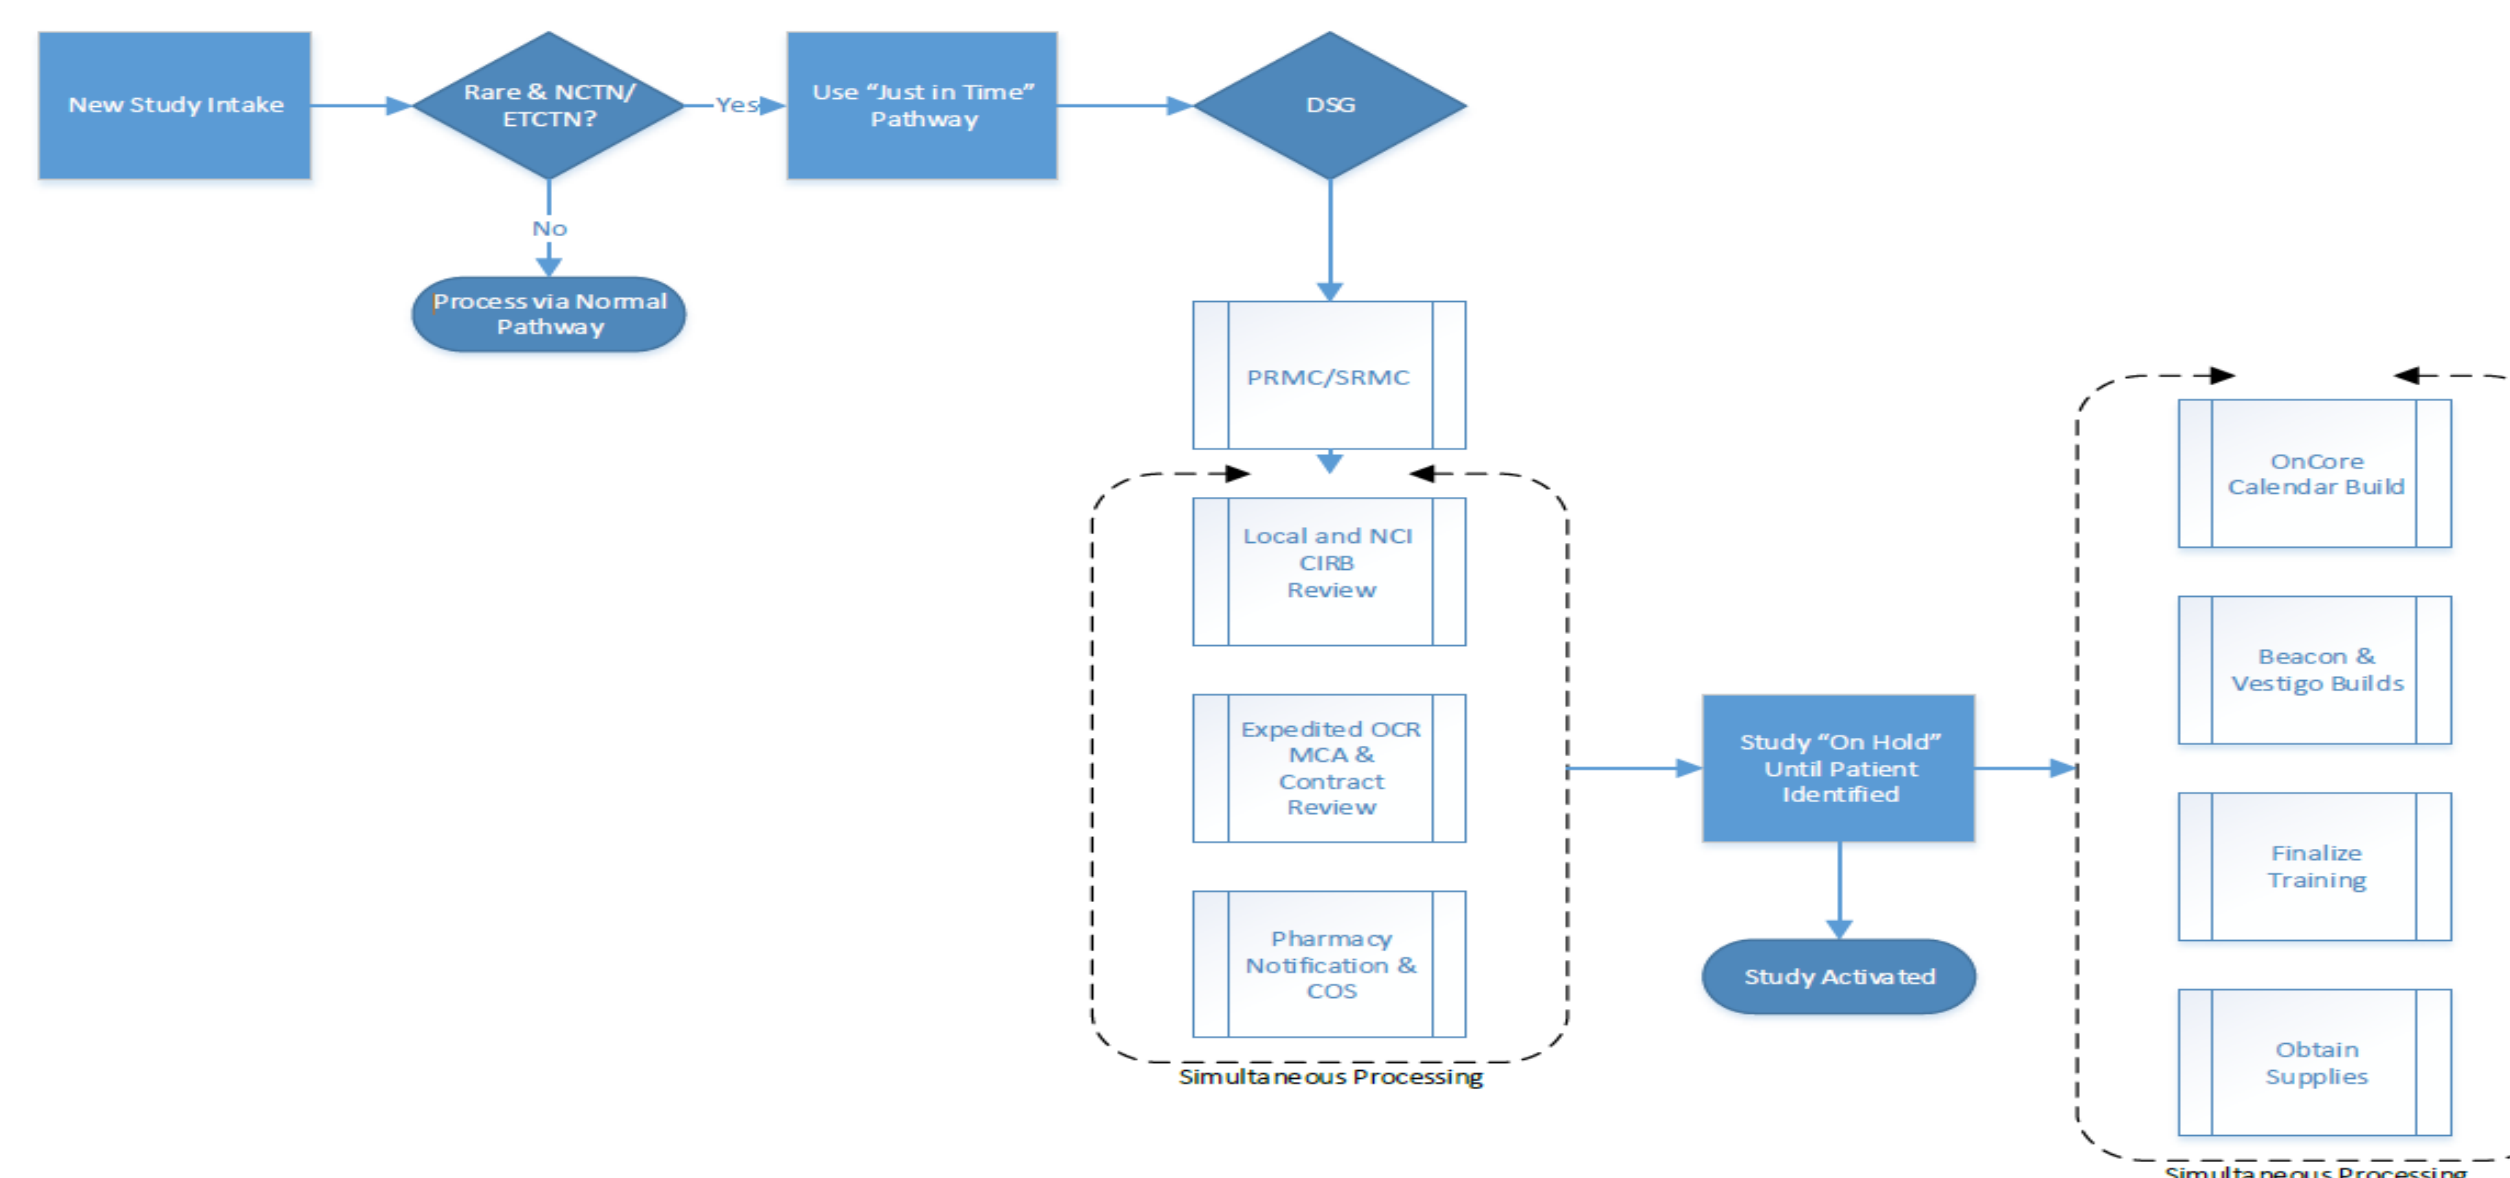 New Study Intake
Rare & NCTN/
ETCTN?
Yes
Use “Just in Time”
Pathway
DSG
No
Process via Normal
Pathway
PRMC/SRMC
Local and NCI
CIRB
Review
Expedited OCR
MCA &
Contract
Review
Pharmacy
Notification &
COS
Simultaneous Processing
Study “On Hold”
Until Patient
Identified
Study Activated
OnCore
Calendar Build
Beacon &
Vestigo Builds
Finalize
Training
Obtain
Supplies
Simultaneous Processing